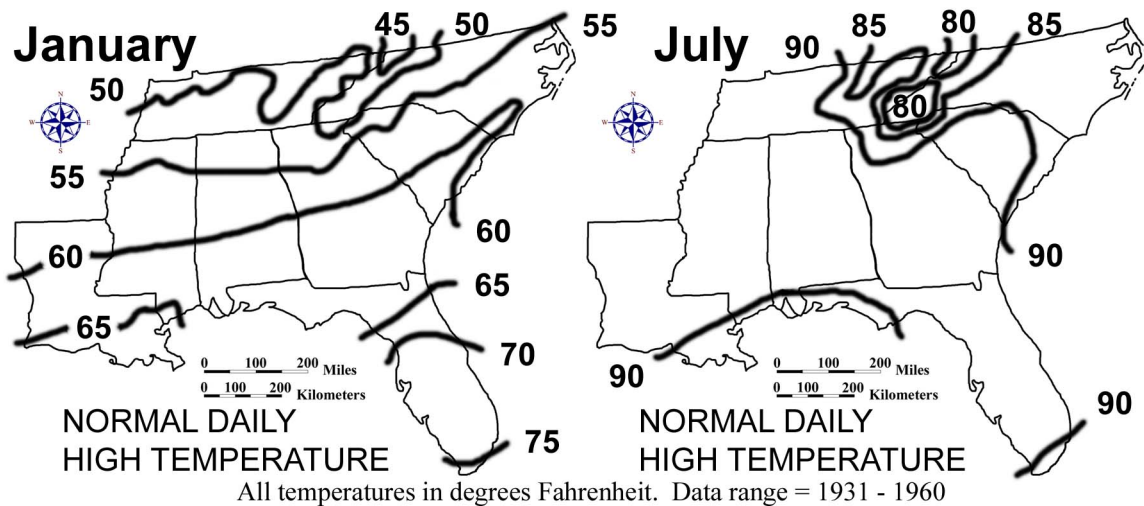 January
45
50
55
50
55
60
60
65
65
70
75
N
W
E
S
0 100 200 Miles
0 100 200 Kilometers
NORMAL DAILY
HIGH TEMPERATURE
July
90
85
80
85
80
90
90
90
N
W
E
S
0 100 200 Miles
0 100 200 Kilometers
NORMAL DAILY
HIGH TEMPERATURE
All temperatures in degrees Fahrenheit. Data range = 1931 - 1960